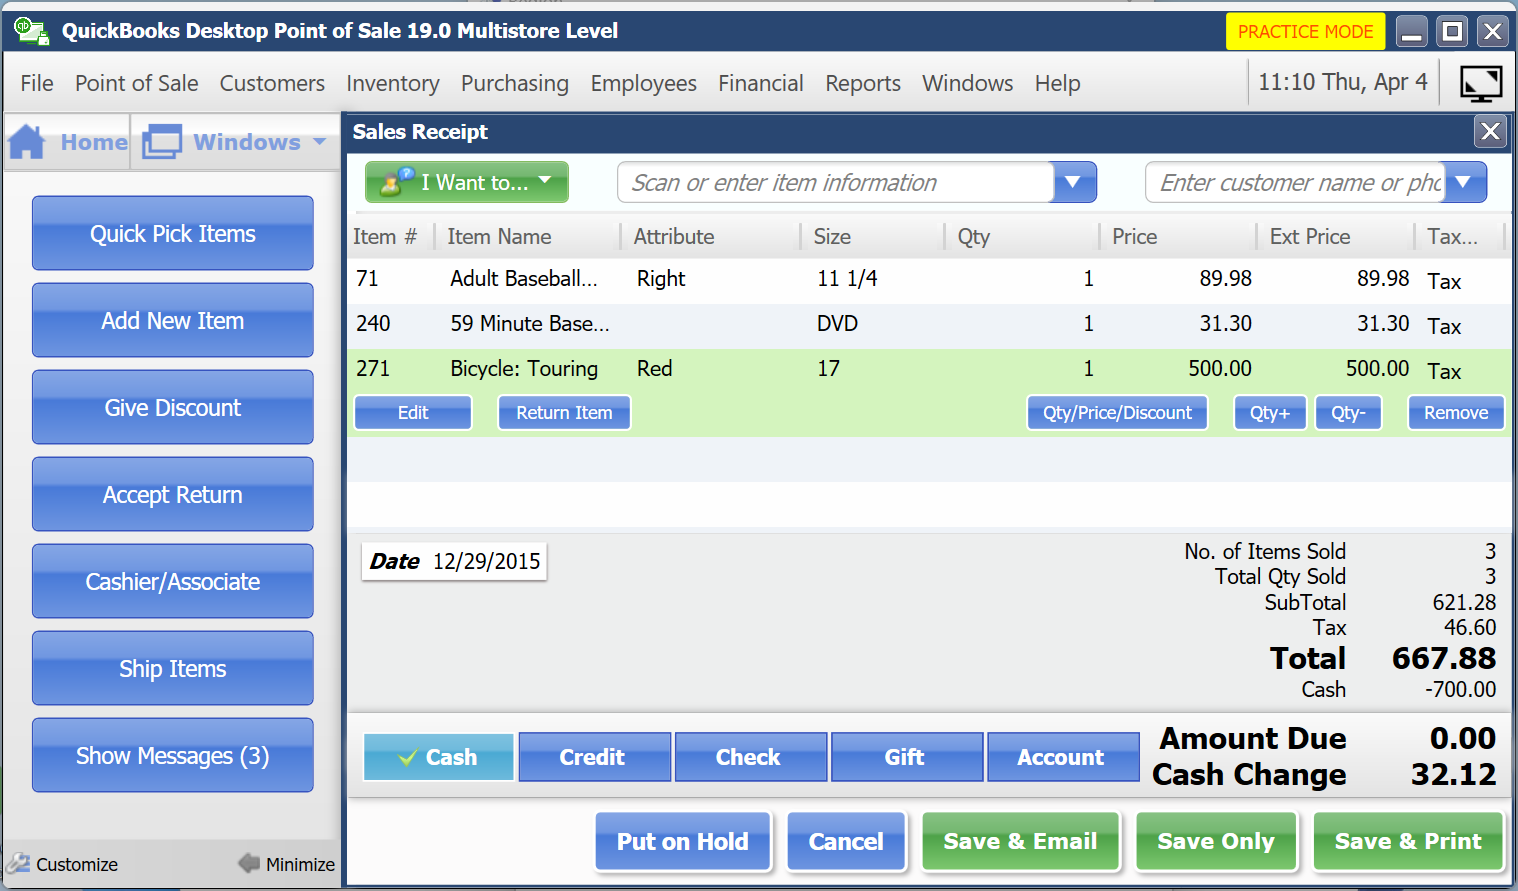 QuickBooks Desktop Point of Sale 19.0 Multistore Level
PRACTICE MODE
File Point of Sale Customers Inventory Purchasing Employees Financial Reports Windows Help
11:10 Thu, Apr 4
Home
Windows
Quick Pick Items
Add New Item
Give Discount
Accept Return
Cashier/Associate
Ship Items
Show Messages (3)
Customize
Minimize
Sales Receipt
I Want to...
Scan or enter item information
Enter customer name or pho
Item # Item Name Attribute Size Qty Price Ext Price Tax...
71 Adult Baseball... Right 11 1/4 1 89.98 89.98 Tax
240 59 Minute Base... DVD 1 31.30 31.30 Tax
271 Bicycle: Touring Red 17 1 500.00 500.00 Tax
Edit Return Item Qty/Price/Discount Qty+ Qty- Remove
Date 12/29/2015
No. of Items Sold 3
Total Qty Sold 3
SubTotal 621.28
Tax 46.60
Total 667.88
Cash -700.00
Cash Credit Check Gift Account
Amount Due 0.00
Cash Change 32.12
Put on Hold Cancel Save & Email Save Only Save & Print